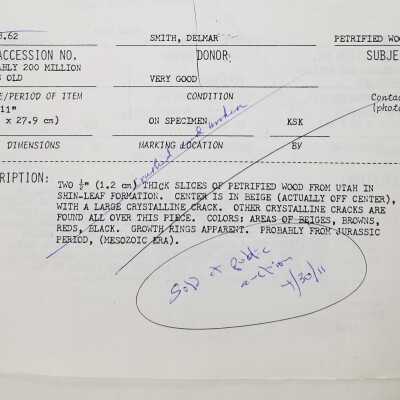 .62 SMITH, DELMAR PETRIFIED WOO
ACCESSION NO. DONOR SUBJE
ABLY 200 MILLION
S OLD VERY GOOD
E/PERIOD OF ITEM CONDITION Contac
11" (photo
x 27.9 cm) ON SPECIMEN KSK
DIMENSIONS MARKING LOCATION BY
RIPTION: TWO ½" (1.2 cm) THICK SLICES OF PETRIFIED WOOD FROM UTAH IN
SHIN-LEAF FORMATION. CENTER IS IN BEIGE (ACTUALLY OFF CENTER),
WITH A LARGE CRYSTALLINE CRACK. OTHER CRYSTALLINE CRACKS ARE
FOUND ALL OVER THIS PIECE. COLORS; AREAS OF BEIGES, BROWNS,
REDS, BLACK. GROWTH RINGS APPARENT. PROBABLY FROM JURASSIC
PERIOD, (MESOZOIC ERA).
Sold at public
auction
4/30/11